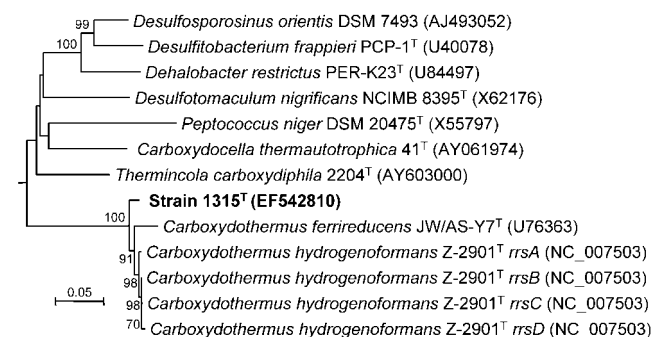 99
Desulfosporosinus orientis DSM 7493 (AJ493052)
100
Desulfitobacterium frappieri PCP-1ᵀ (U40078)
Dehalobacter restrictus PER-K23ᵀ (U84497)
Desulfotomaculum nigrificans NCIMB 8395ᵀ (X62176)
Peptococcus niger DSM 20475ᵀ (X55797)
Carboxydocella thermautotrophica 41ᵀ (AY061974)
Thermincola carboxydiphila 2204ᵀ (AY603000)
Strain 1315ᵀ (EF542810)
100
Carboxydothermus ferrireducens JW/AS-Y7ᵀ (U76363)
Carboxydothermus hydrogenoformans Z-2901ᵀ rrsA (NC_007503)
91
Carboxydothermus hydrogenoformans Z-2901ᵀ rrsB (NC_007503)
98
0.05
Carboxydothermus hydrogenoformans Z-2901ᵀ rrsC (NC_007503)
98
70
Carboxydothermus hydrogenoformans Z-2901ᵀ rrsD (NC_007503)